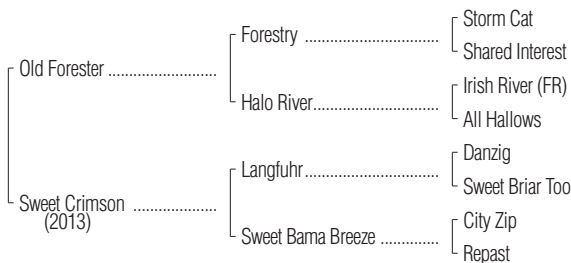 Storm Cat
Forestry ................................
Shared Interest
Old Forester ..........................
Irish River (FR)
Halo River..............................
All Hallows
Danzig
Langfuhr................................
Sweet Briar Too
Sweet Crimson ....................
(2013)
City Zip
Sweet Bama Breeze ..............
Repast